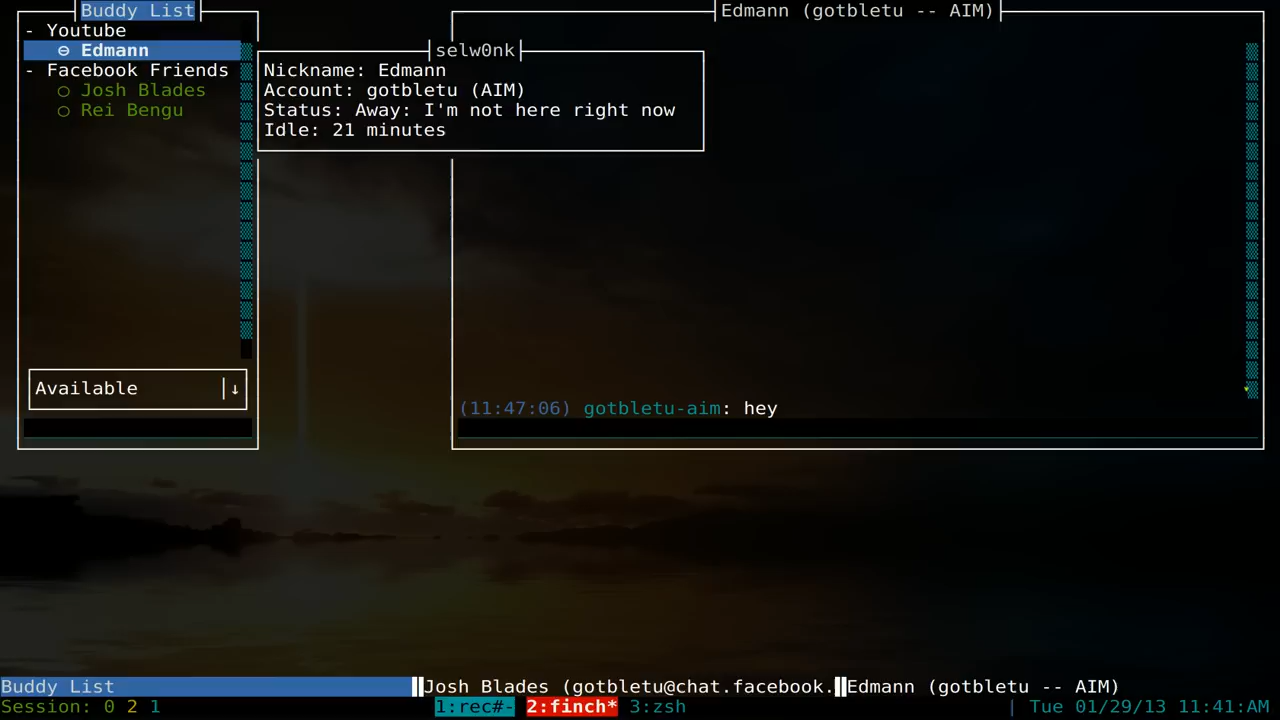 Buddy List
- Youtube
⊖ Edmann
- Facebook Friends
○ Josh Blades
○ Rei Bengu
Available |↓
selw0nk
Nickname: Edmann
Account: gotbletu (AIM)
Status: Away: I'm not here right now
Idle: 21 minutes
Edmann (gotbletu -- AIM)
(11:47:06) gotbletu-aim: hey
Buddy List Josh Blades (gotbletu@chat.facebook. Edmann (gotbletu -- AIM)
Session: 0 2 1 1:rec#- 2:finch* 3:zsh | Tue 01/29/13 11:41:AM